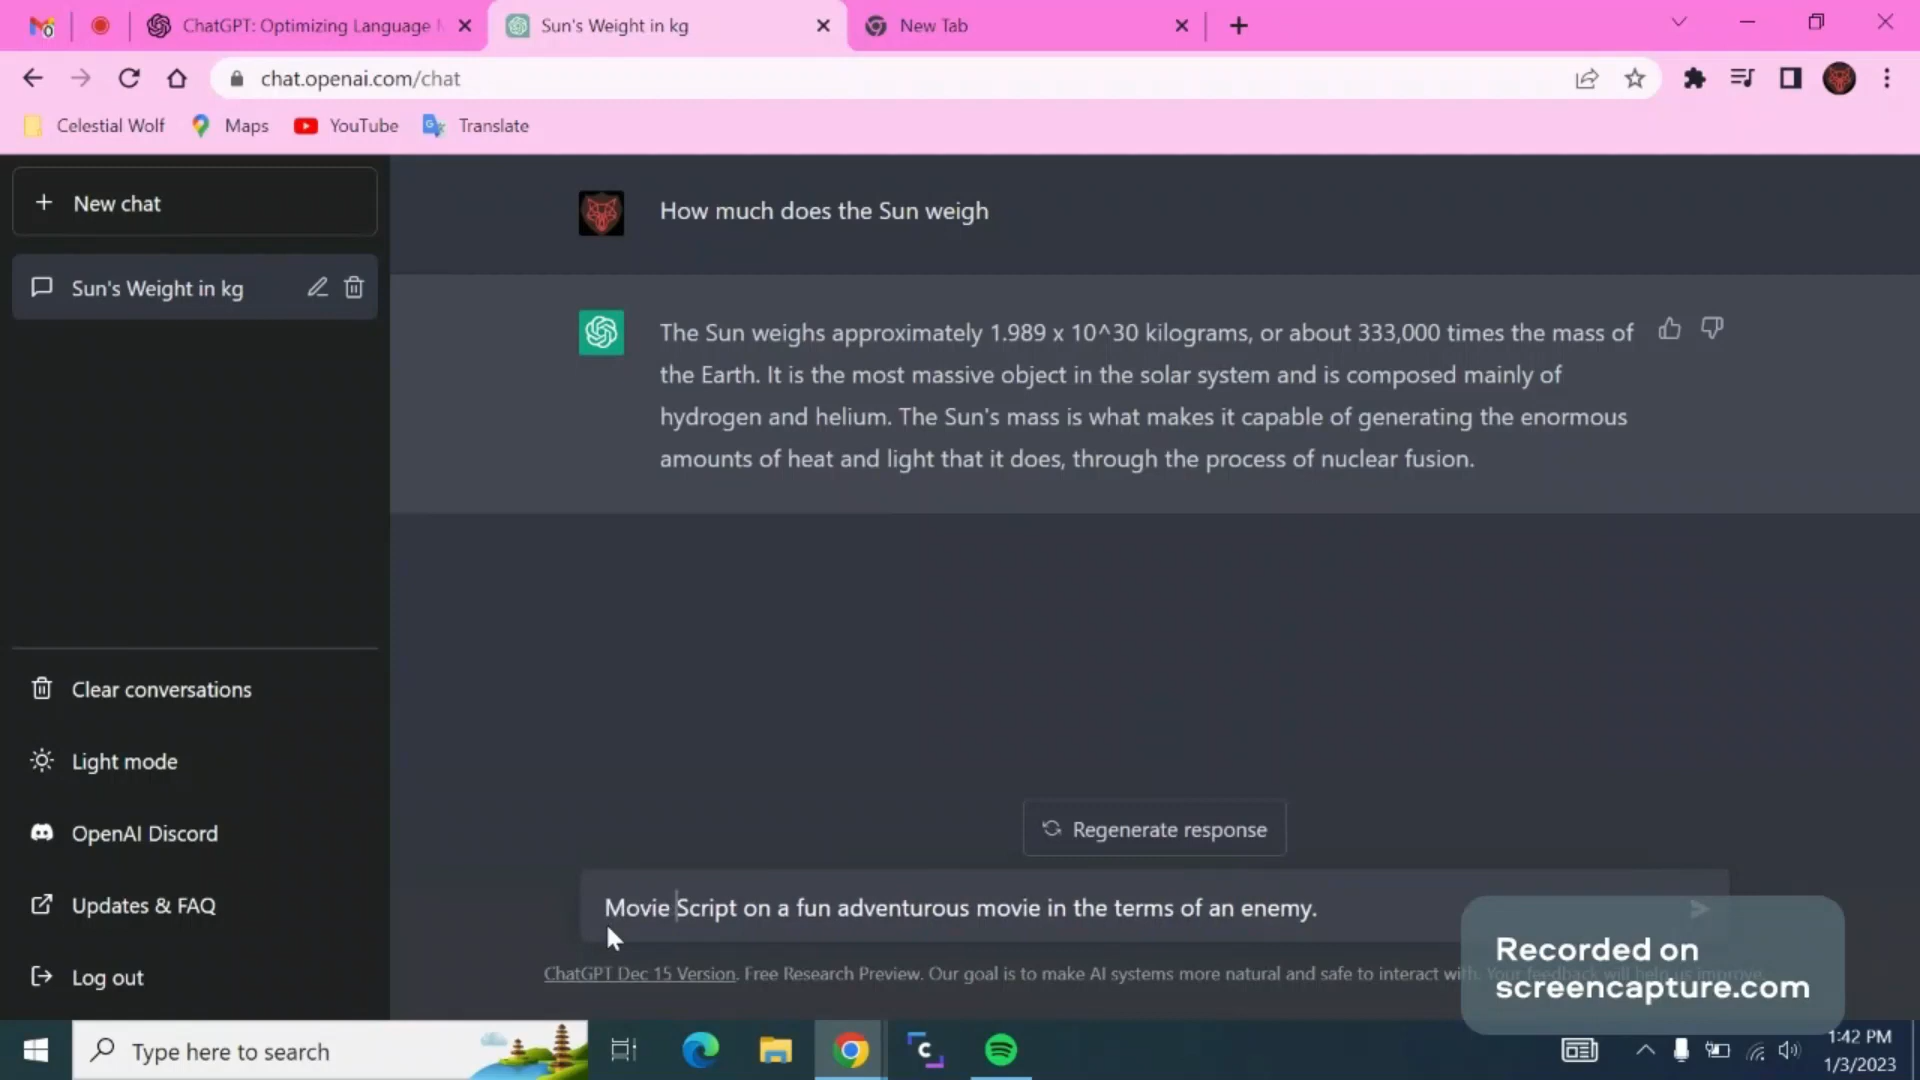 ChatGPT: Optimizing Language
Sun's Weight in kg
New Tab
chat.openai.com/chat
Celestial Wolf
Maps
YouTube
Translate
New chat
Sun's Weight in kg
Clear conversations
Light mode
OpenAI Discord
Updates & FAQ
Log out
How much does the Sun weigh
The Sun weighs approximately 1.989 x 10^30 kilograms, or about 333,000 times the mass of
the Earth. It is the most massive object in the solar system and is composed mainly of
hydrogen and helium. The Sun's mass is what makes it capable of generating the enormous
amounts of heat and light that it does, through the process of nuclear fusion.
Regenerate response
Movie Script on a fun adventurous movie in the terms of an enemy.
ChatGPT Dec 15 Version. Free Research Preview. Our goal is to make AI systems more natural and safe to interact with. Your feedback will help us improve.
Recorded on
screencapture.com
Type here to search
1:42 PM
1/3/2023